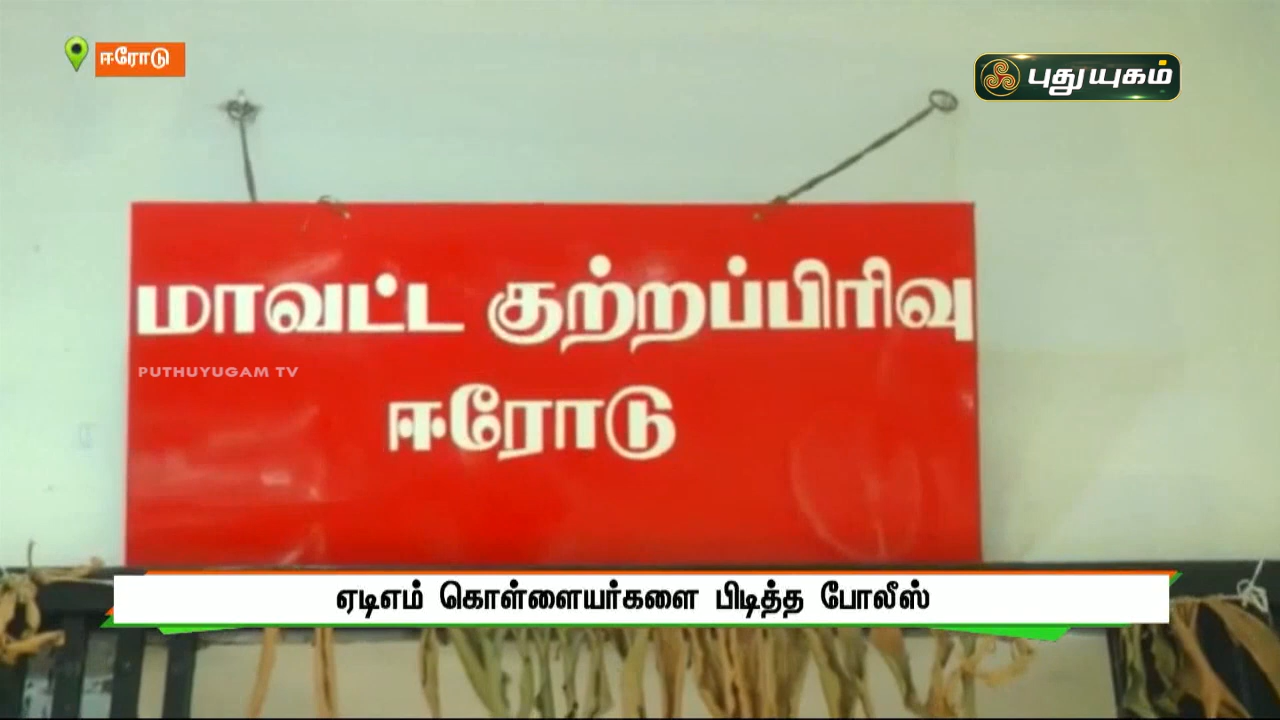 ஈரோடு
புதுயுகம்
மாவட்ட குற்றப்பிரிவு
PUTHUYUGAM TV
ஈரோடு
ஏடிஎம் கொள்ளையர்களை பிடித்த போலீஸ்